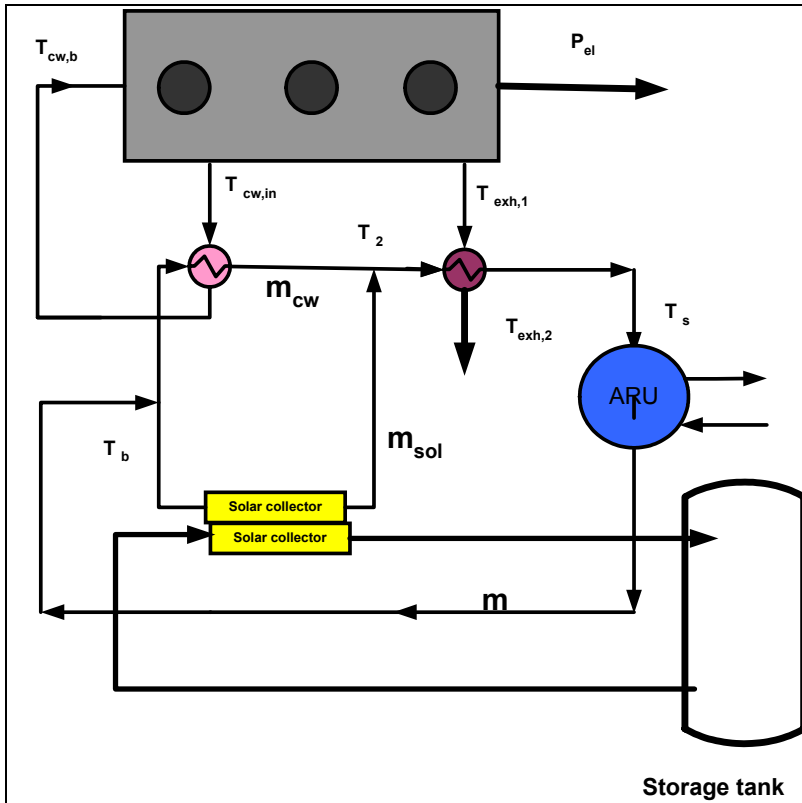 T cw,b
P el
T cw,in
T exh,1
T 2
m cw
T s
T exh,2
ARU
T b
m sol
Solar collector
Solar collector
m
Storage tank